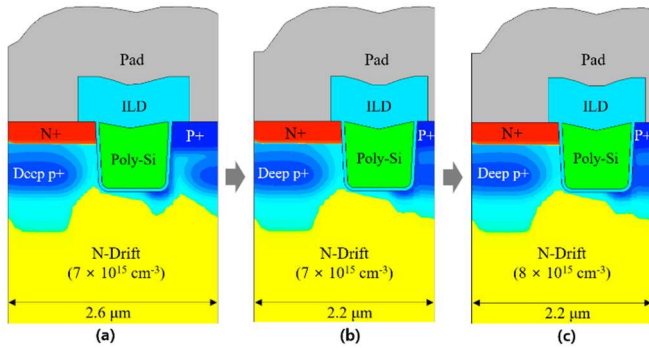 Pad
ILD
N+
P+
Poly-Si
Deep p+
N-Drift
(7 × 10¹⁵ cm⁻³)
2.6 μm
(a)
Pad
ILD
N+
P+
Poly-Si
Deep p+
N-Drift
(7 × 10¹⁵ cm⁻³)
2.2 μm
(b)
Pad
ILD
N+
P+
Poly-Si
Deep p+
N-Drift
(8 × 10¹⁵ cm⁻³)
2.2 μm
(c)